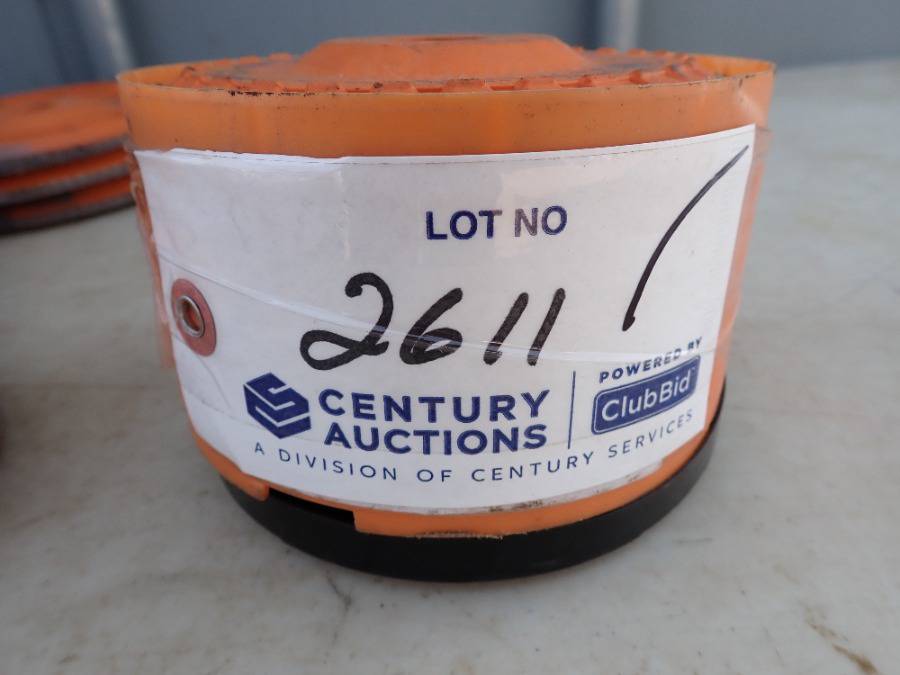 LOT NO
2611
CENTURY
AUCTIONS
POWERED BY
ClubBid
A DIVISION OF CENTURY SERVICES